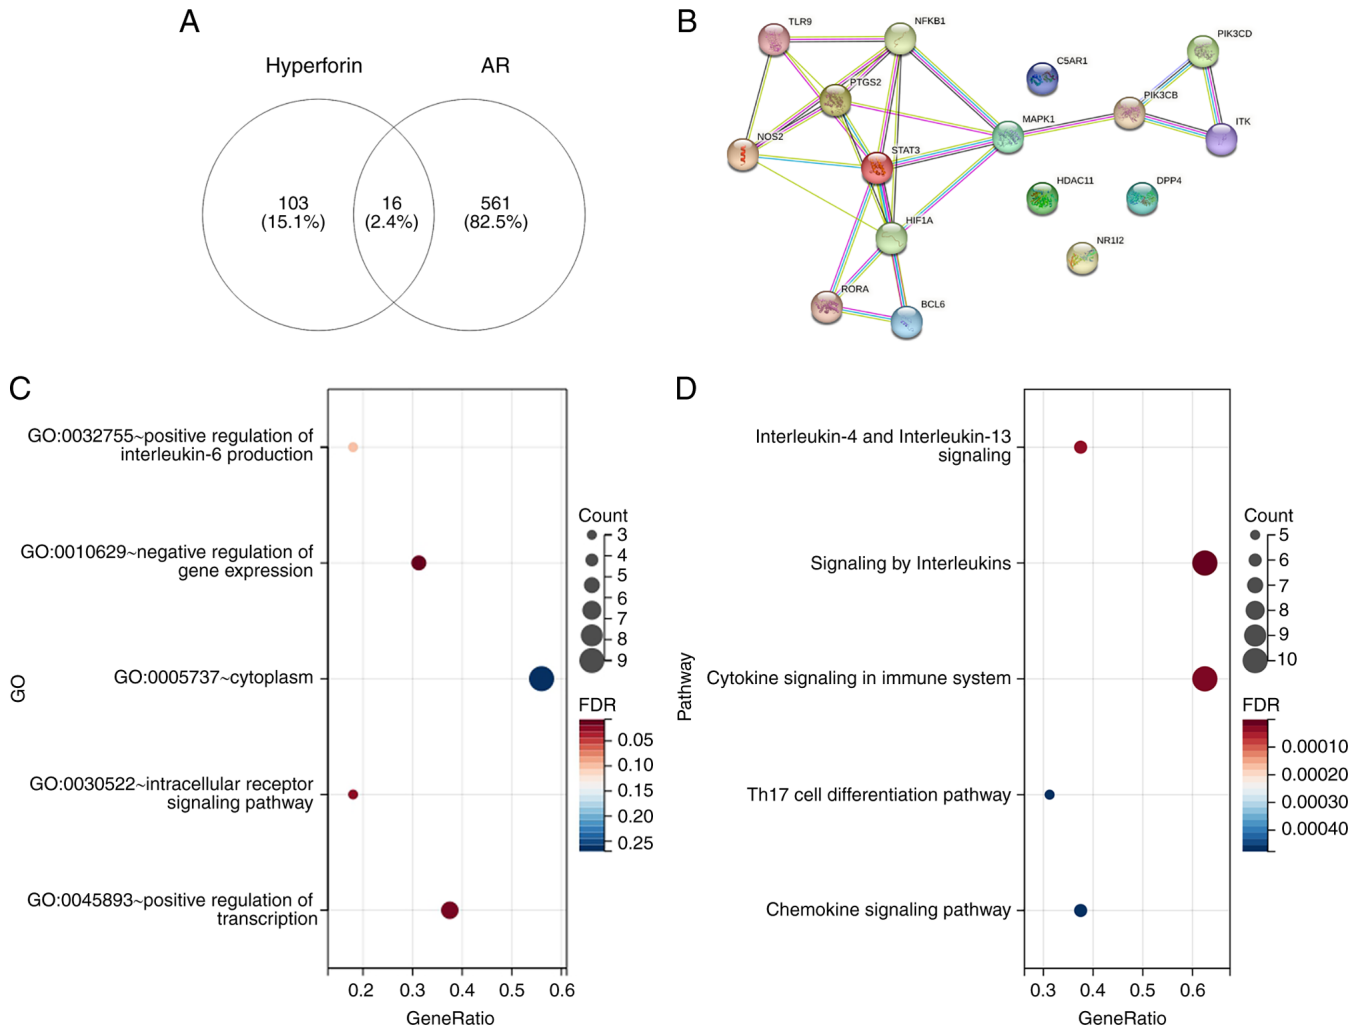 A
Hyperforin
AR
103
(15.1%)
16
(2.4%)
561
(82.5%)
B
TLR9
NFKB1
PIK3CD
C5AR1
PTGS2
PIK3CB
MAPK1
ITK
NOS2
STAT3
HDAC11
DPP4
HIF1A
NR1I2
RORA
BCL6
C
GO
GO:0032755~positive regulation of
interleukin-6 production
GO:0010629~negative regulation of
gene expression
GO:0005737~cytoplasm
GO:0030522~intracellular receptor
signaling pathway
GO:0045893~positive regulation of
transcription
0.2 0.3 0.4 0.5 0.6
GeneRatio
Count
3
4
5
6
7
8
9
FDR
0.05
0.10
0.15
0.20
0.25
D
Pathway
Interleukin-4 and Interleukin-13
signaling
Signaling by Interleukins
Cytokine signaling in immune system
Th17 cell differentiation pathway
Chemokine signaling pathway
0.3 0.4 0.5 0.6
GeneRatio
Count
5
6
7
8
9
10
FDR
0.00010
0.00020
0.00030
0.00040